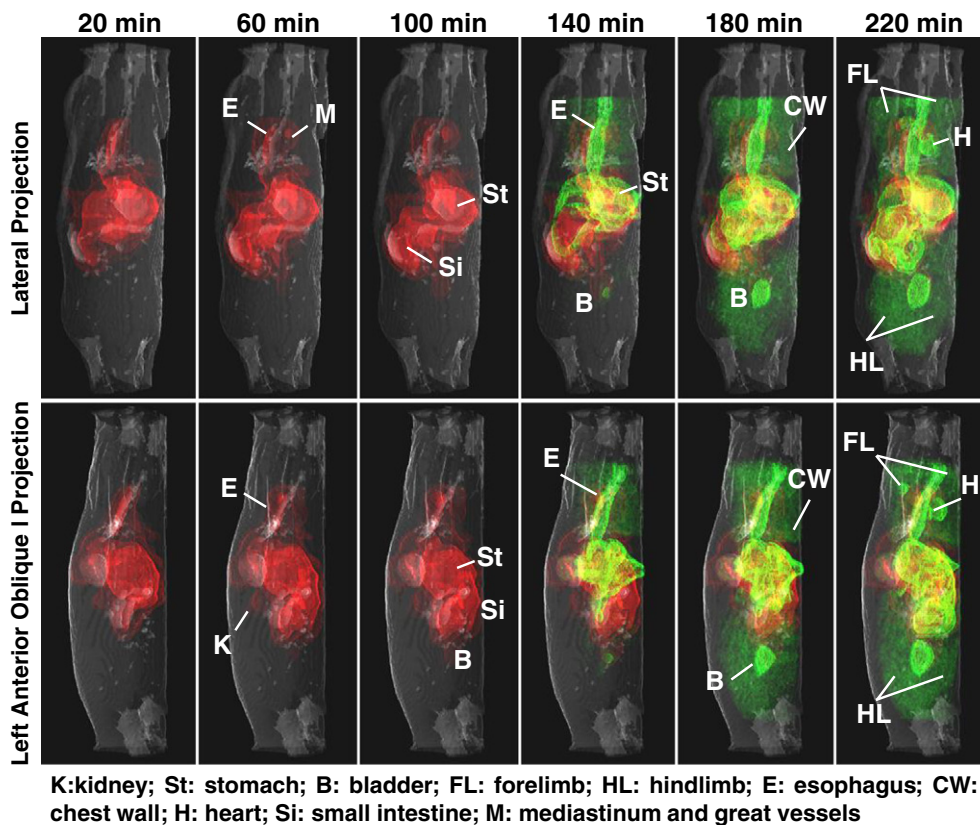 20 min 60 min 100 min 140 min 180 min 220 min
Lateral Projection
E M
E
CW
FL
H
St
St
Si
B
B
HL
Left Anterior Oblique I Projection
E
E
CW
FL
H
St
Si
K
B
B
HL
K:kidney; St: stomach; B: bladder; FL: forelimb; HL: hindlimb; E: esophagus; CW:
chest wall; H: heart; Si: small intestine; M: mediastinum and great vessels